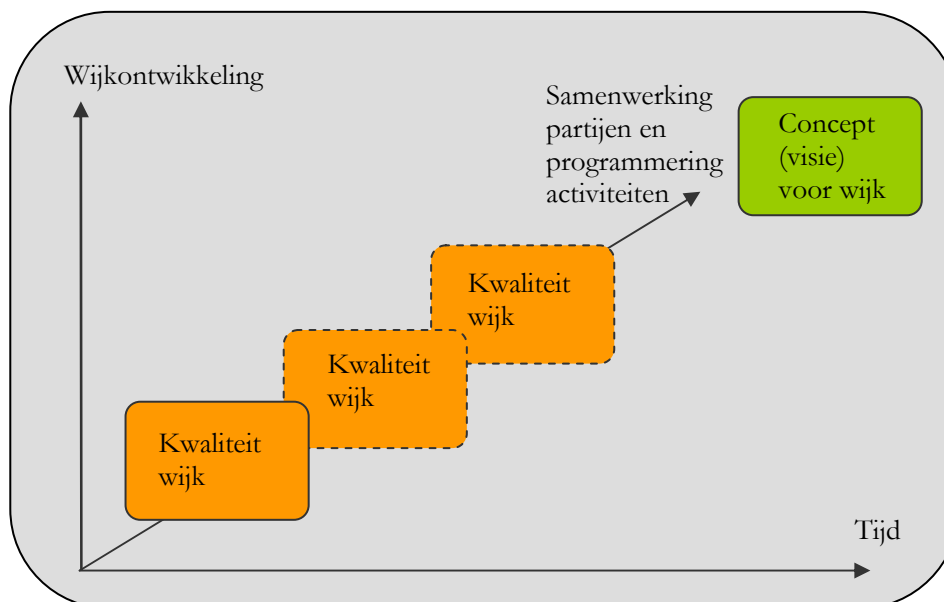 Wijkontwikkeling
Samenwerking
partijen en
programmering
activiteiten
Concept
(visie)
voor wijk
Kwaliteit
wijk
Kwaliteit
wijk
Kwaliteit
wijk
Tijd